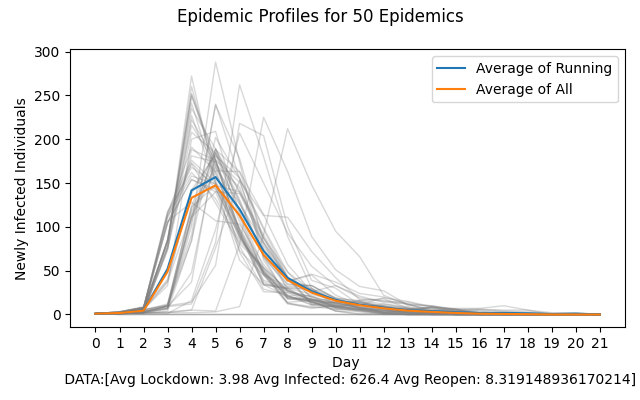 Epidemic Profiles for 50 Epidemics
Newly Infected Individuals
300
250
200
150
100
50
0
Average of Running
Average of All
0 1 2 3 4 5 6 7 8 9 10 11 12 13 14 15 16 17 18 19 20 21
Day
DATA:[Avg Lockdown: 3.98 Avg Infected: 626.4 Avg Reopen: 8.319148936170214]